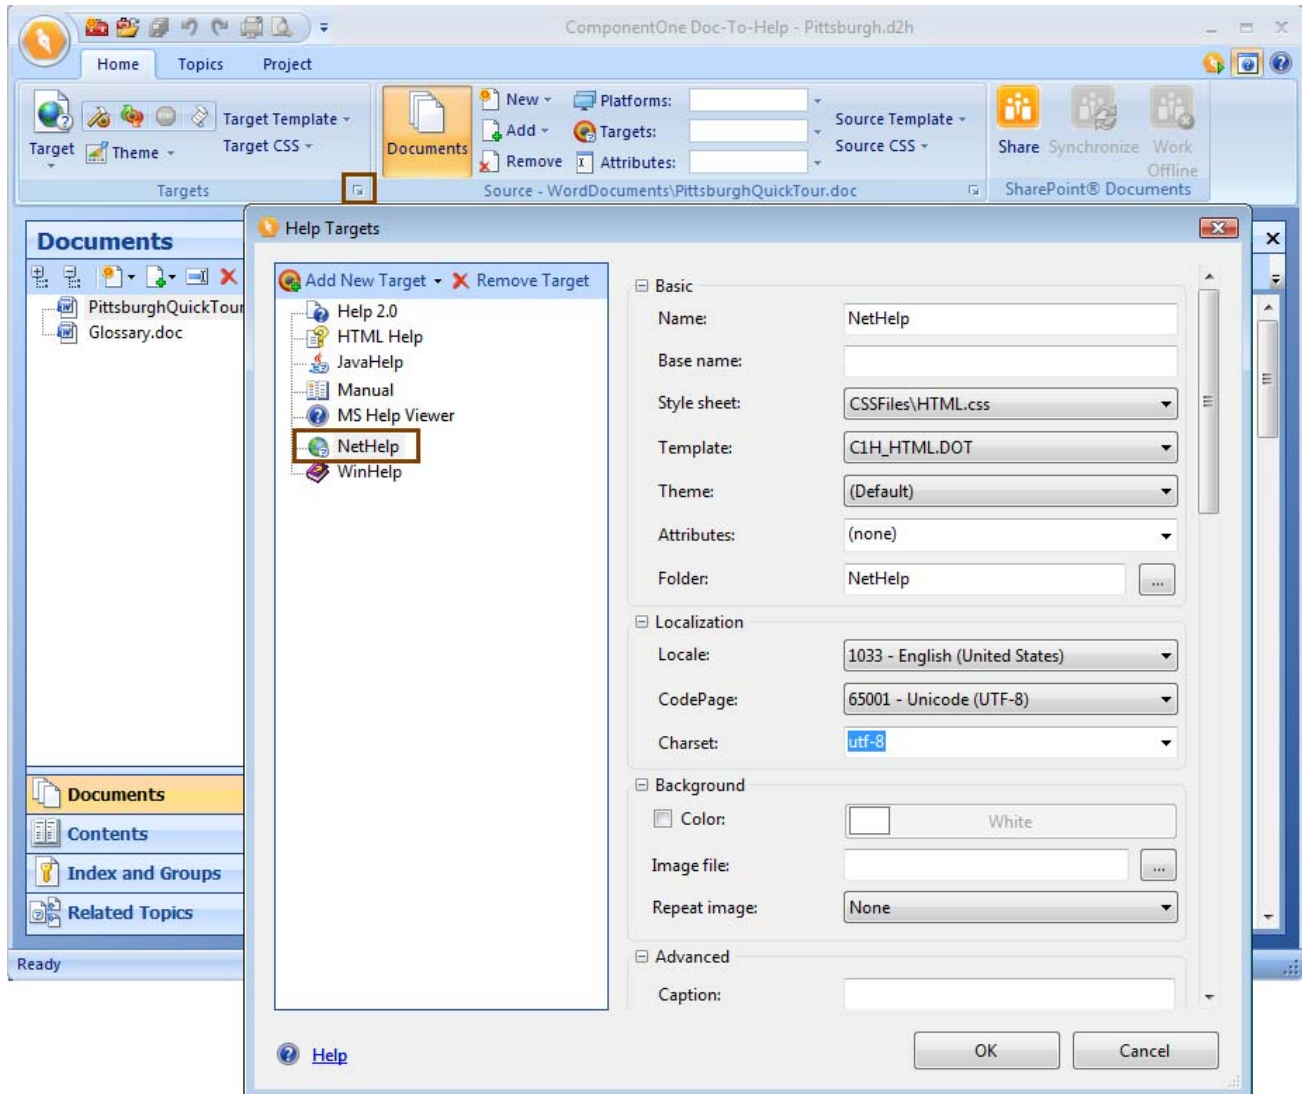 ComponentOne Doc-To-Help - Pittsburgh.d2h
Home Topics Project
New Platforms:
Target Template Add Targets: Source Template
Target Theme Target CSS Documents Remove Attributes: Source CSS Share Synchronize Work Offline
Targets Source - WordDocuments\PittsburghQuickTour.doc SharePoint® Documents
Documents
PittsburghQuickTour
Glossary.doc
Documents
Contents
Index and Groups
Related Topics
Ready
Help Targets
Add New Target Remove Target
Help 2.0
HTML Help
JavaHelp
Manual
MS Help Viewer
NetHelp
WinHelp
Basic
Name: NetHelp
Base name:
Style sheet: CSSFiles\HTML.css
Template: C1H_HTML.DOT
Theme: (Default)
Attributes: (none)
Folder: NetHelp ...
Localization
Locale: 1033 - English (United States)
CodePage: 65001 - Unicode (UTF-8)
Charset: utf-8
Background
Color: White
Image file: ...
Repeat image: None
Advanced
Caption:
Help OK Cancel